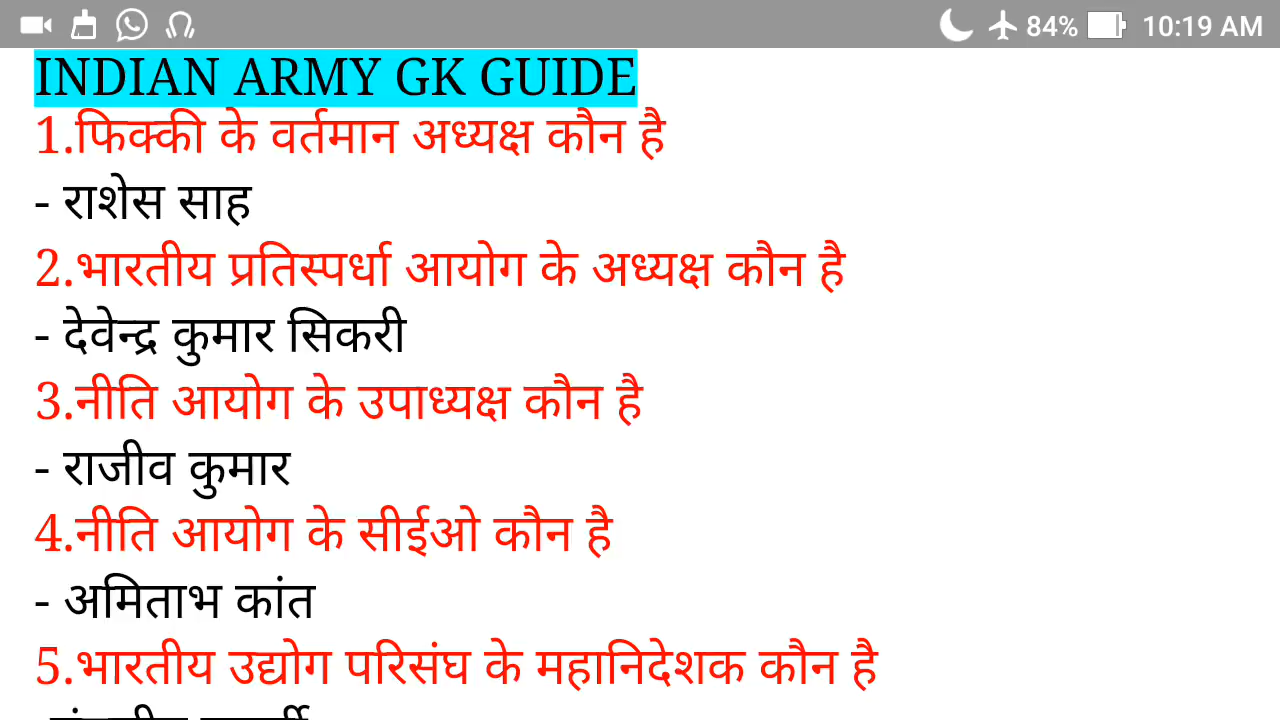 84% 10:19 AM
INDIAN ARMY GK GUIDE
1.फिक्की के वर्तमान अध्यक्ष कौन है
- राशेस साह
2.भारतीय प्रतिस्पर्धा आयोग के अध्यक्ष कौन है
- देवेन्द्र कुमार सिकरी
3.नीति आयोग के उपाध्यक्ष कौन है
- राजीव कुमार
4.नीति आयोग के सीईओ कौन है
- अमिताभ कांत
5.भारतीय उद्योग परिसंघ के महानिदेशक कौन है